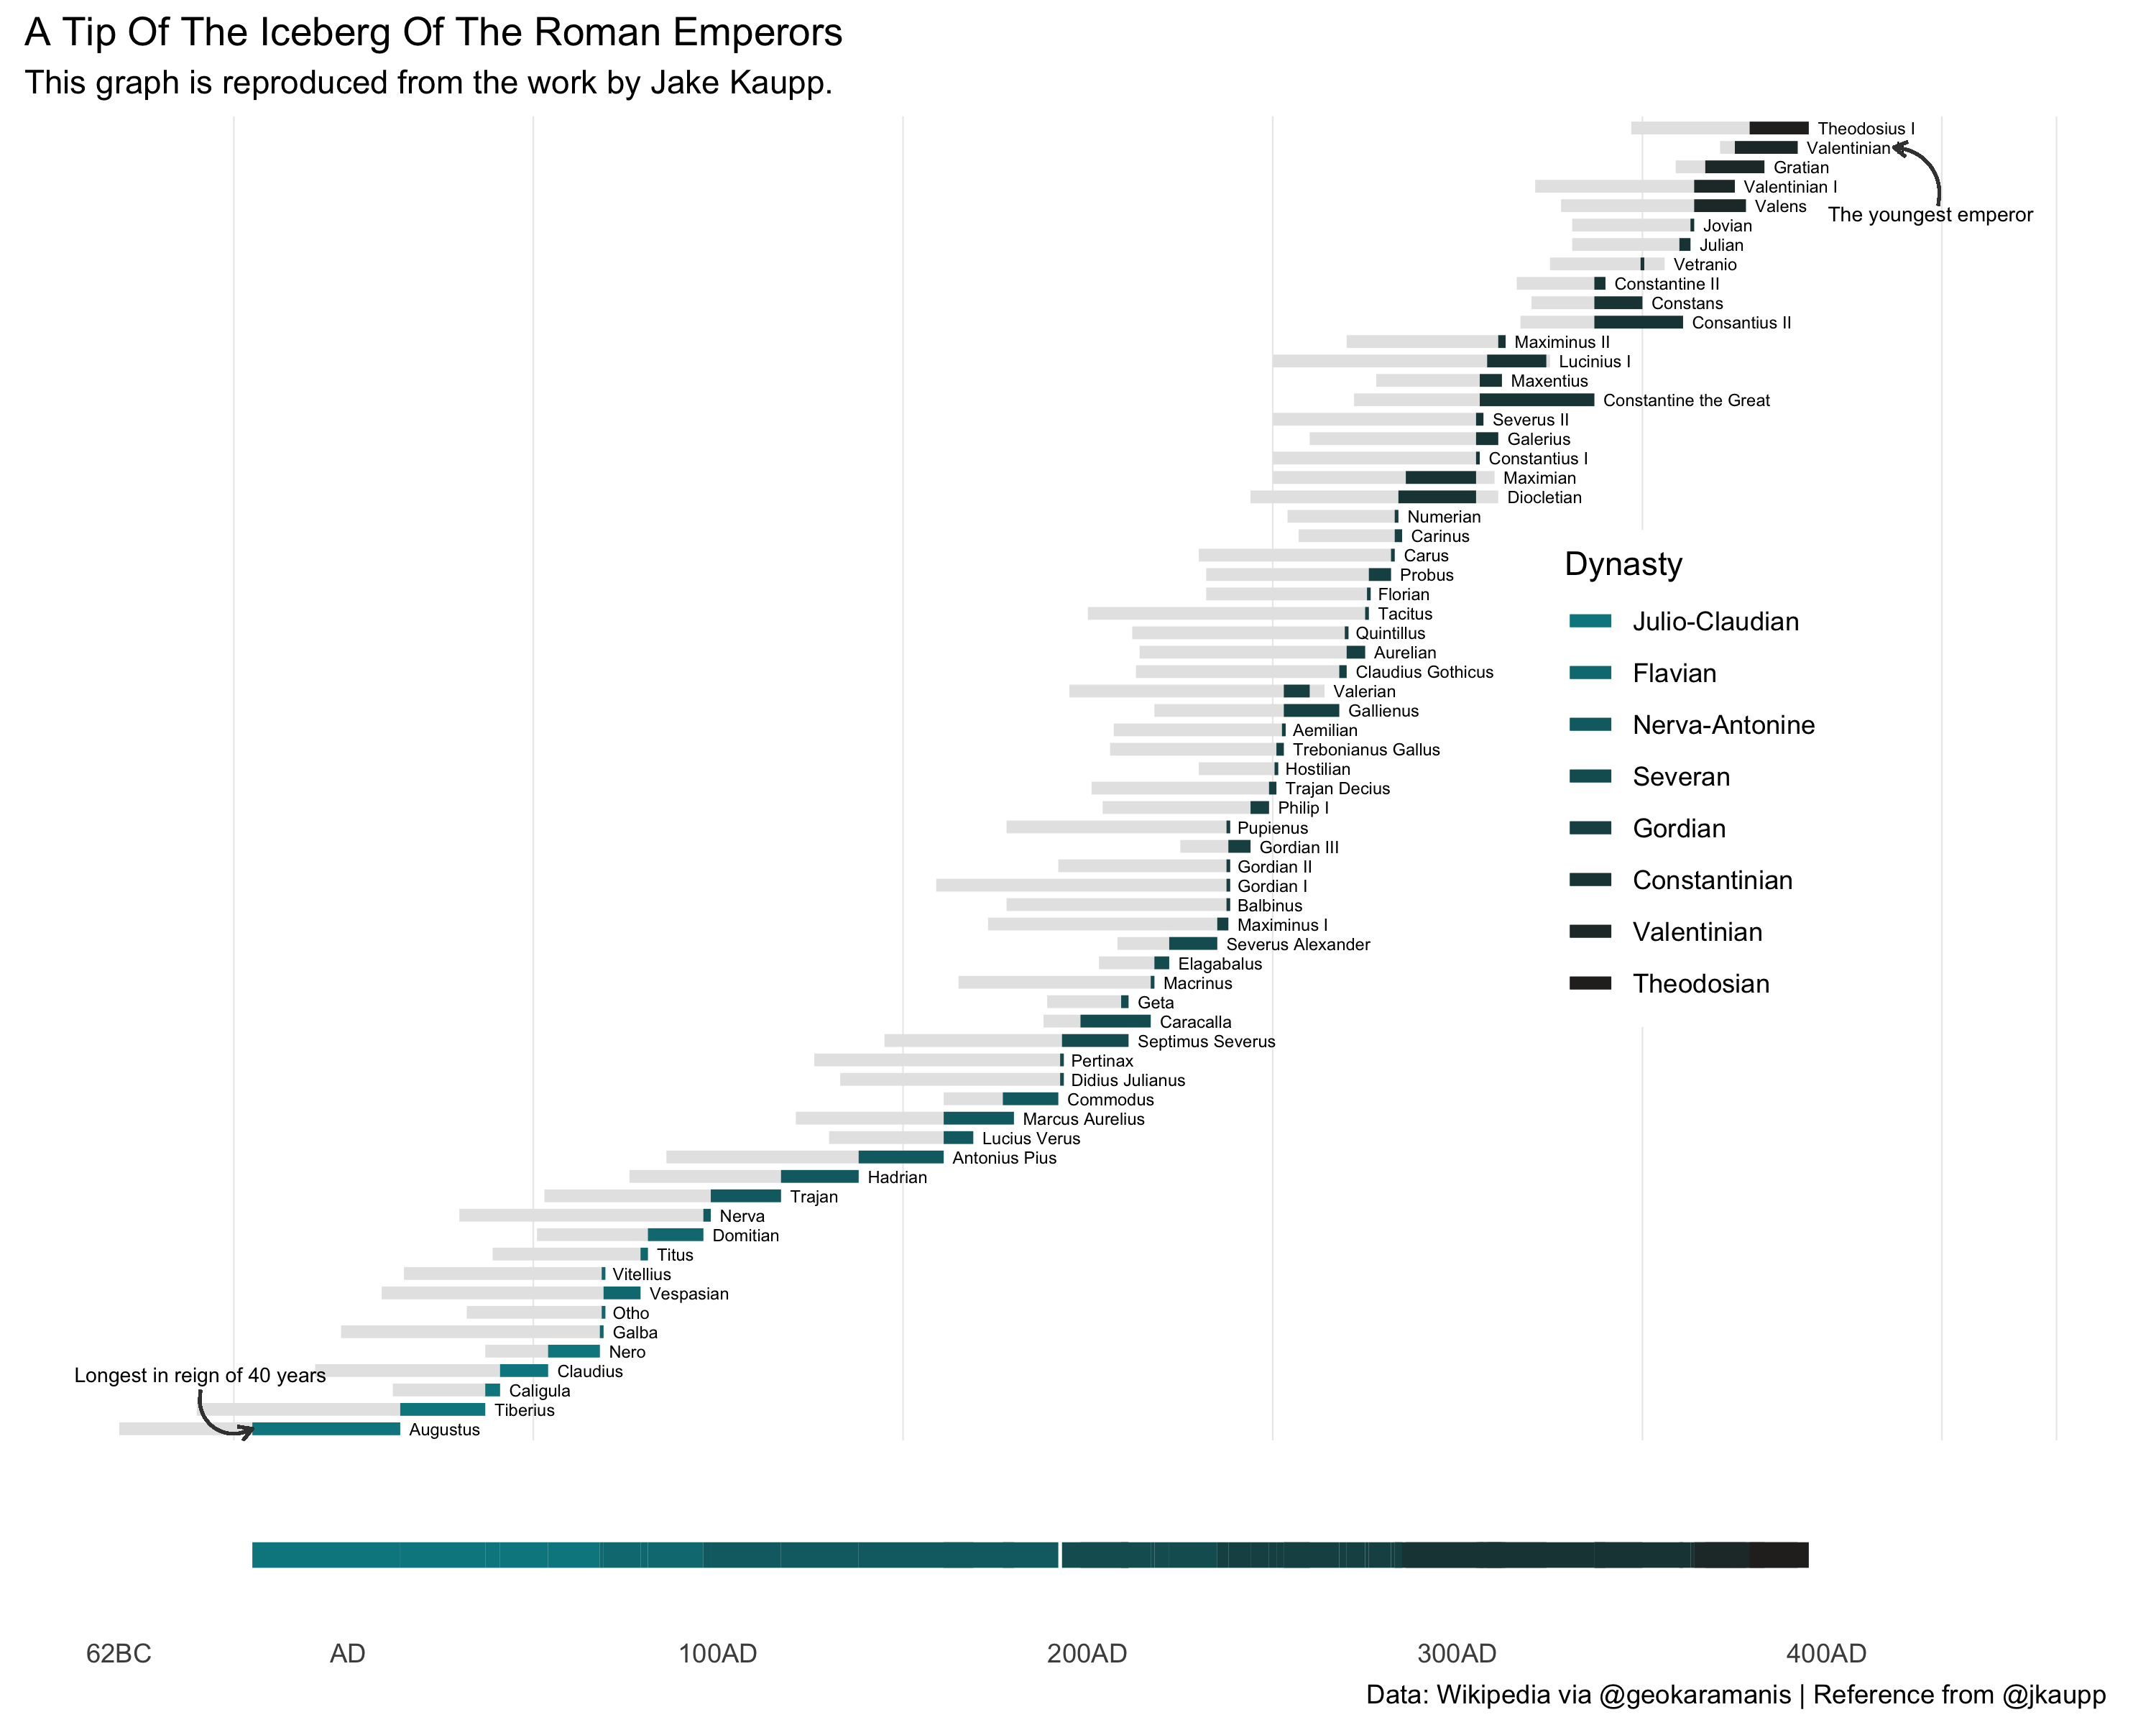 A Tip Of The Iceberg Of The Roman Emperors
This graph is reproduced from the work by Jake Kaupp.
Theodosius I
Valentinian
Gratian
Valentinian I
Valens
The youngest emperor
Jovian
Julian
Vetranio
Constantine II
Constans
Consantius II
Maximinus II
Lucinius I
Maxentius
Constantine the Great
Severus II
Galerius
Constantius I
Maximian
Diocletian
Numerian
Carinus
Carus
Probus
Florian
Tacitus
Quintillus
Aurelian
Claudius Gothicus
Valerian
Gallienus
Aemilian
Trebonianus Gallus
Hostilian
Trajan Decius
Philip I
Pupienus
Gordian III
Gordian II
Gordian I
Balbinus
Maximinus I
Severus Alexander
Elagabalus
Macrinus
Geta
Caracalla
Septimus Severus
Pertinax
Didius Julianus
Commodus
Marcus Aurelius
Lucius Verus
Antonius Pius
Hadrian
Trajan
Nerva
Domitian
Titus
Vitellius
Vespasian
Otho
Galba
Nero
Claudius
Longest in reign of 40 years
Caligula
Tiberius
Augustus
Dynasty
Julio-Claudian
Flavian
Nerva-Antonine
Severan
Gordian
Constantinian
Valentinian
Theodosian
62BC AD 100AD 200AD 300AD 400AD
Data: Wikipedia via @geokaramanis | Reference from @jkaupp